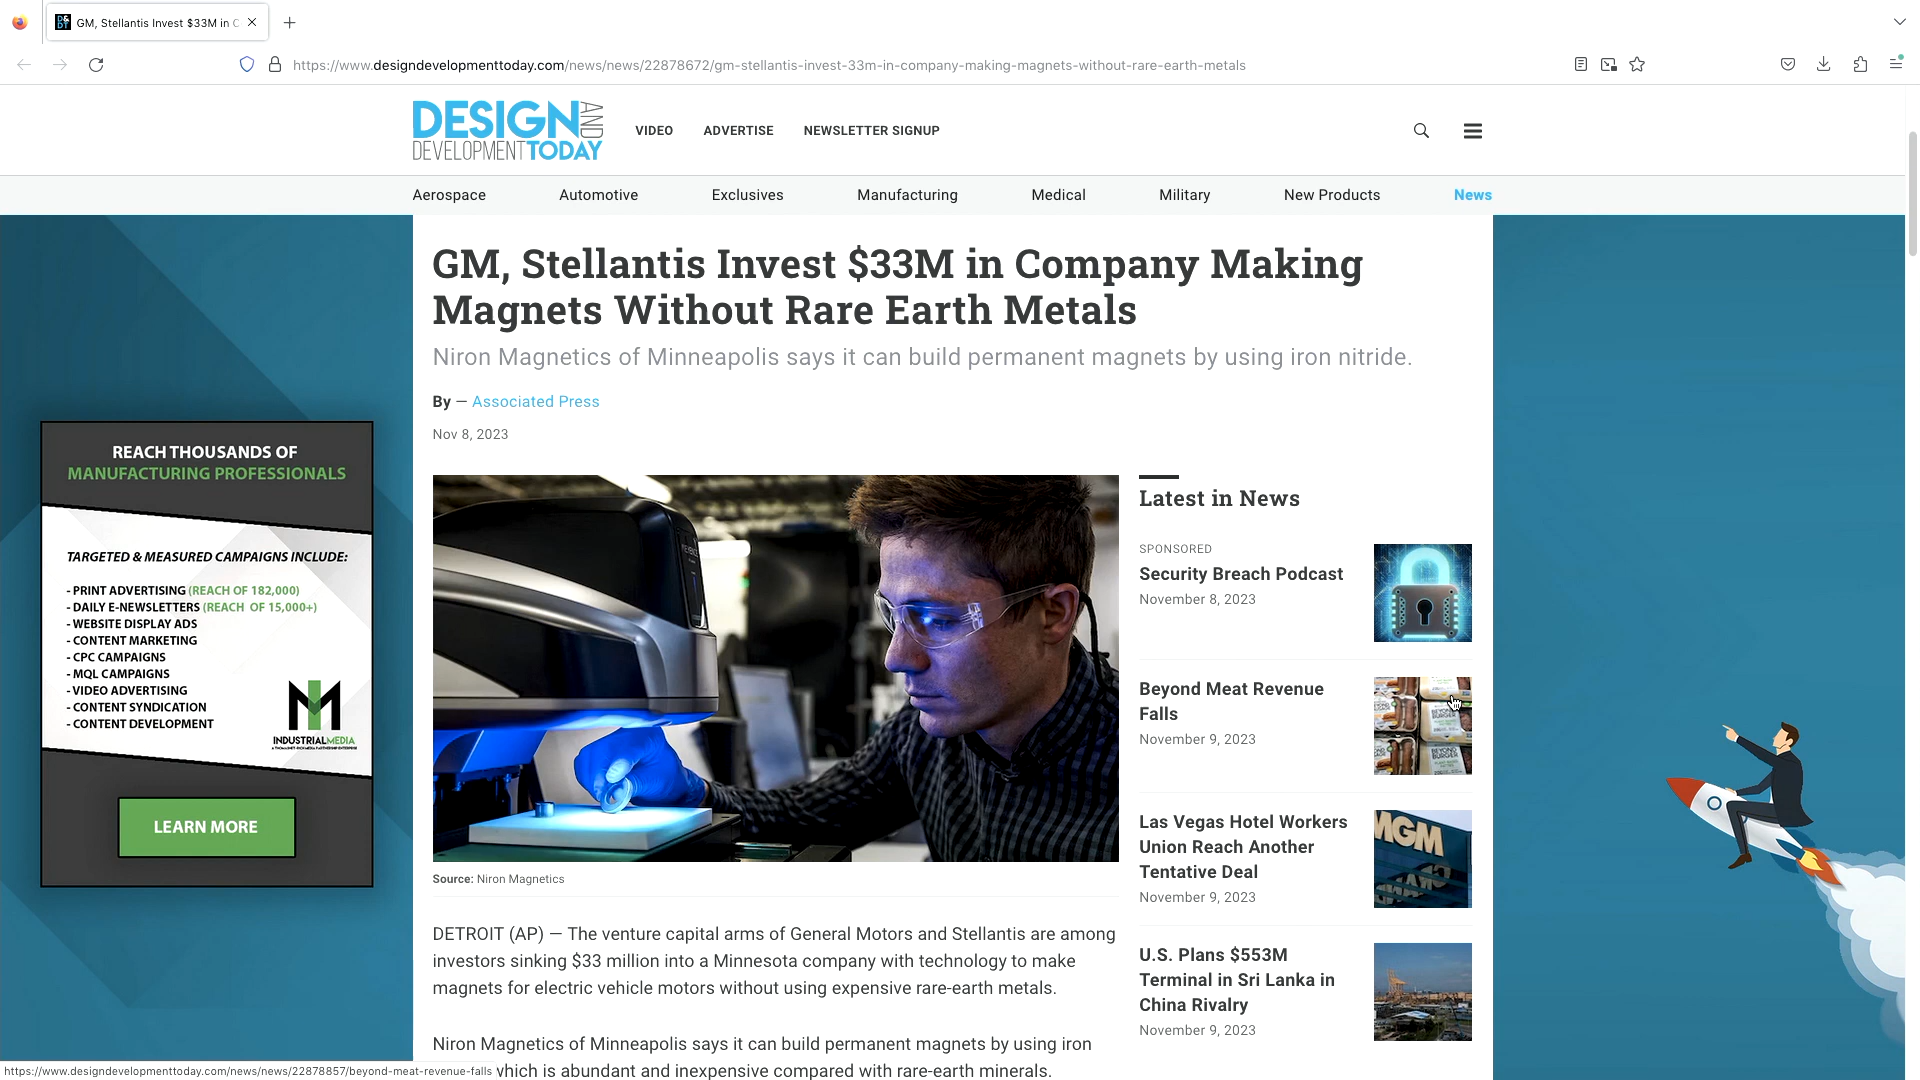 GM, Stellantis Invest $33M in C
https://www.designdevelopmenttoday.com/news/news/22878672/gm-stellantis-invest-33m-in-company-making-magnets-without-rare-earth-metals
DESIGN AND
DEVELOPMENT TODAY
VIDEO
ADVERTISE
NEWSLETTER SIGNUP
Aerospace
Automotive
Exclusives
Manufacturing
Medical
Military
New Products
News
GM, Stellantis Invest $33M in Company Making
Magnets Without Rare Earth Metals
Niron Magnetics of Minneapolis says it can build permanent magnets by using iron nitride.
By — Associated Press
Nov 8, 2023
Source: Niron Magnetics
DETROIT (AP) — The venture capital arms of General Motors and Stellantis are among
investors sinking $33 million into a Minnesota company with technology to make
magnets for electric vehicle motors without using expensive rare-earth metals.
Niron Magnetics of Minneapolis says it can build permanent magnets by using iron
which is abundant and inexpensive compared with rare-earth minerals.
Latest in News
SPONSORED
Security Breach Podcast
November 8, 2023
Beyond Meat Revenue
Falls
November 9, 2023
Las Vegas Hotel Workers
Union Reach Another
Tentative Deal
November 9, 2023
MGM
U.S. Plans $553M
Terminal in Sri Lanka in
China Rivalry
November 9, 2023
REACH THOUSANDS OF
MANUFACTURING PROFESSIONALS
TARGETED & MEASURED CAMPAIGNS INCLUDE:
- PRINT ADVERTISING (REACH OF 182,000)
- DAILY E-NEWSLETTERS (REACH OF 15,000+)
- WEBSITE DISPLAY ADS
- CONTENT MARKETING
- CPC CAMPAIGNS
- MQL CAMPAIGNS
- VIDEO ADVERTISING
- CONTENT SYNDICATION
- CONTENT DEVELOPMENT
INDUSTRIALMEDIA
LEARN MORE
https://www.designdevelopmenttoday.com/news/news/22878857/beyond-meat-revenue-falls